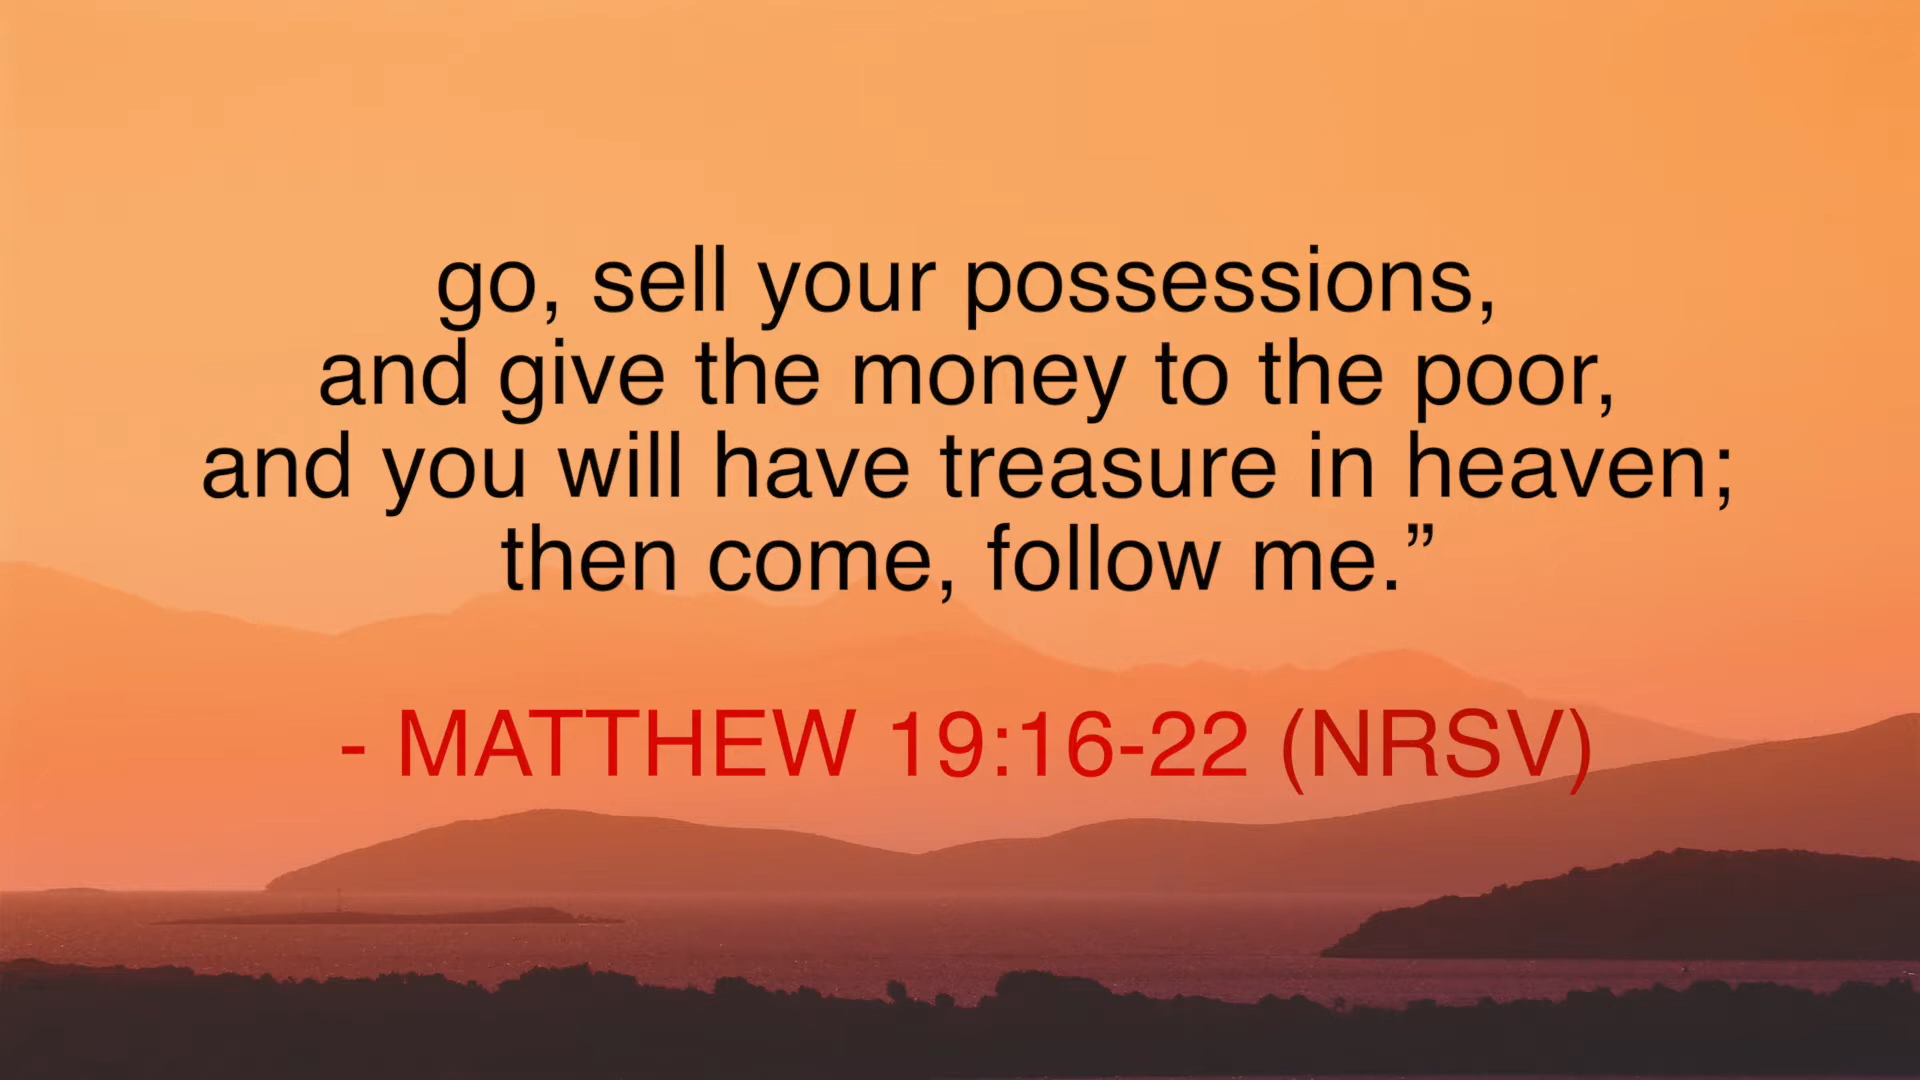 go, sell your possessions,
and give the money to the poor,
and you will have treasure in heaven;
then come, follow me.”
- MATTHEW 19:16-22 (NRSV)